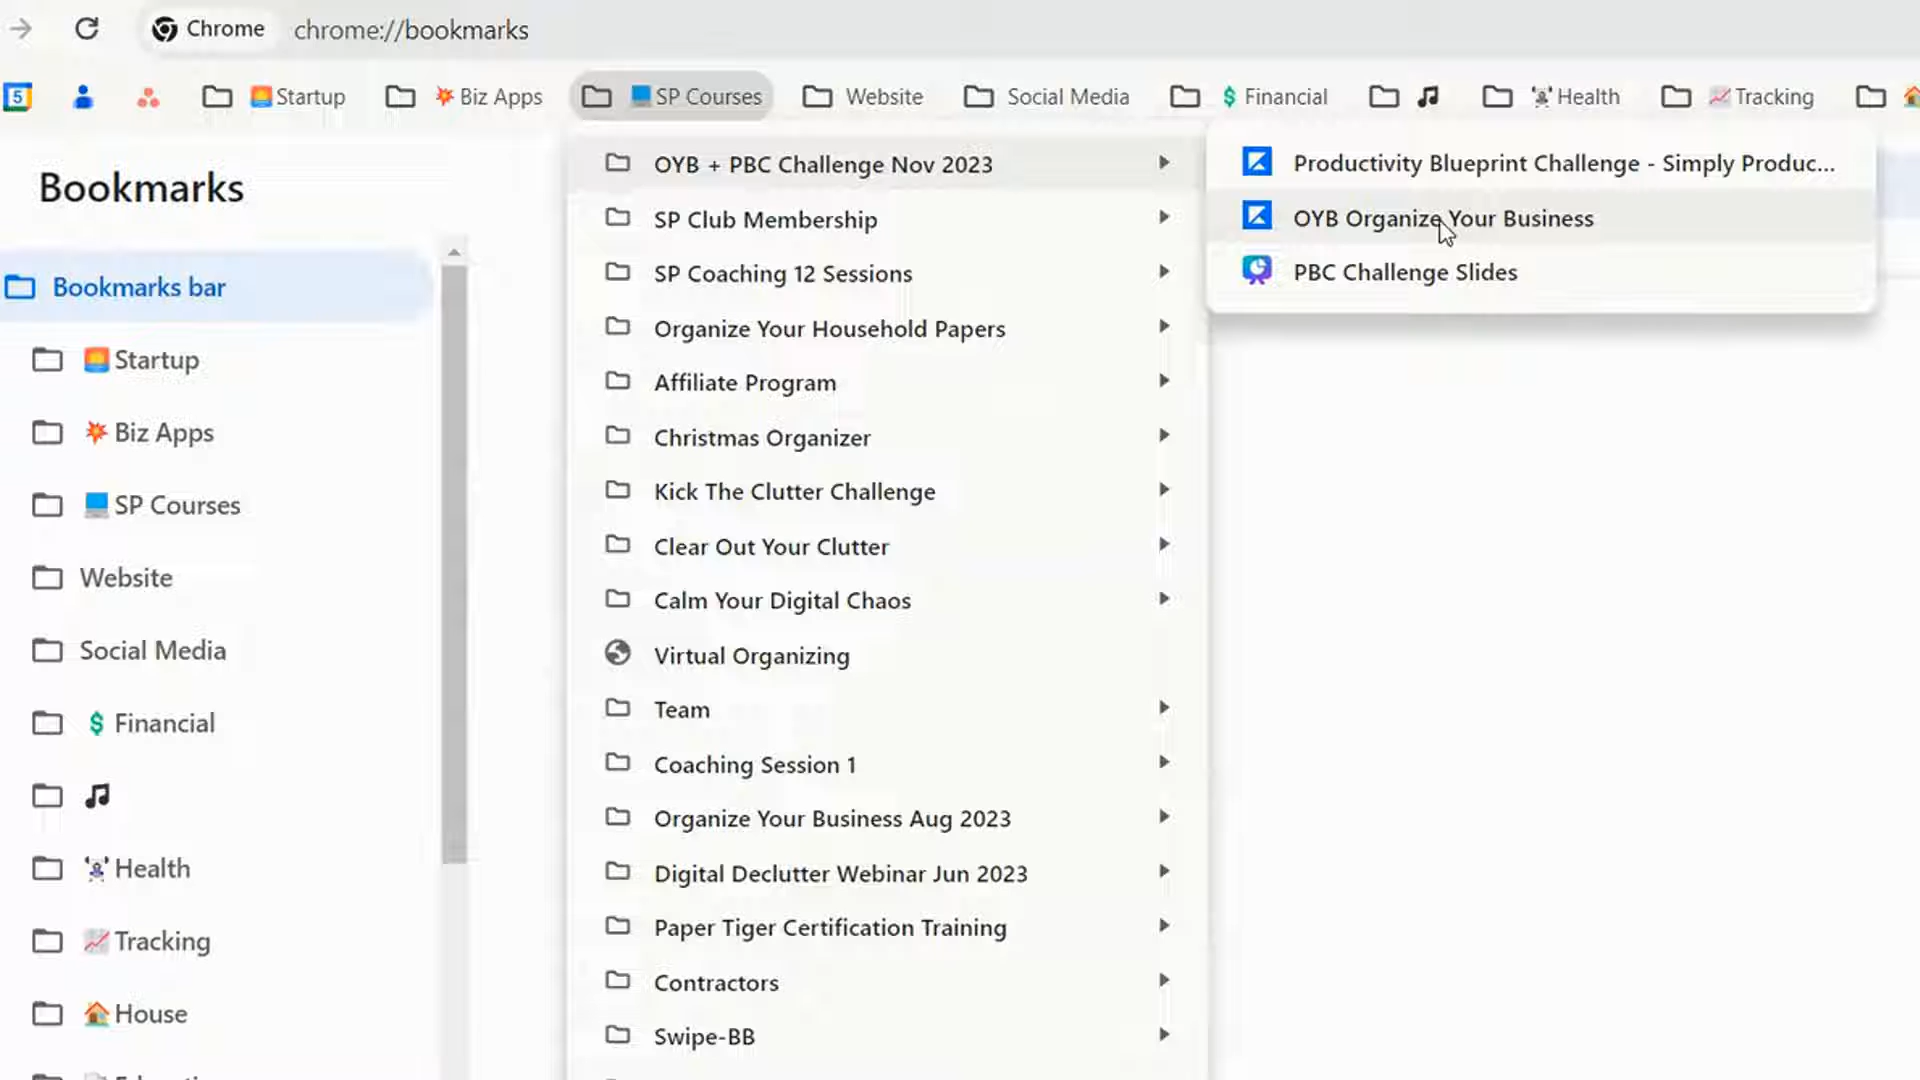 Chrome chrome://bookmarks
5 Startup Biz Apps SP Courses Website Social Media $ Financial Health Tracking
Bookmarks
Bookmarks bar
Startup
Biz Apps
SP Courses
Website
Social Media
$ Financial
Health
Tracking
House
OYB + PBC Challenge Nov 2023
SP Club Membership
SP Coaching 12 Sessions
Organize Your Household Papers
Affiliate Program
Christmas Organizer
Kick The Clutter Challenge
Clear Out Your Clutter
Calm Your Digital Chaos
Virtual Organizing
Team
Coaching Session 1
Organize Your Business Aug 2023
Digital Declutter Webinar Jun 2023
Paper Tiger Certification Training
Contractors
Swipe-BB
Productivity Blueprint Challenge - Simply Produc...
OYB Organize Your Business
PBC Challenge Slides